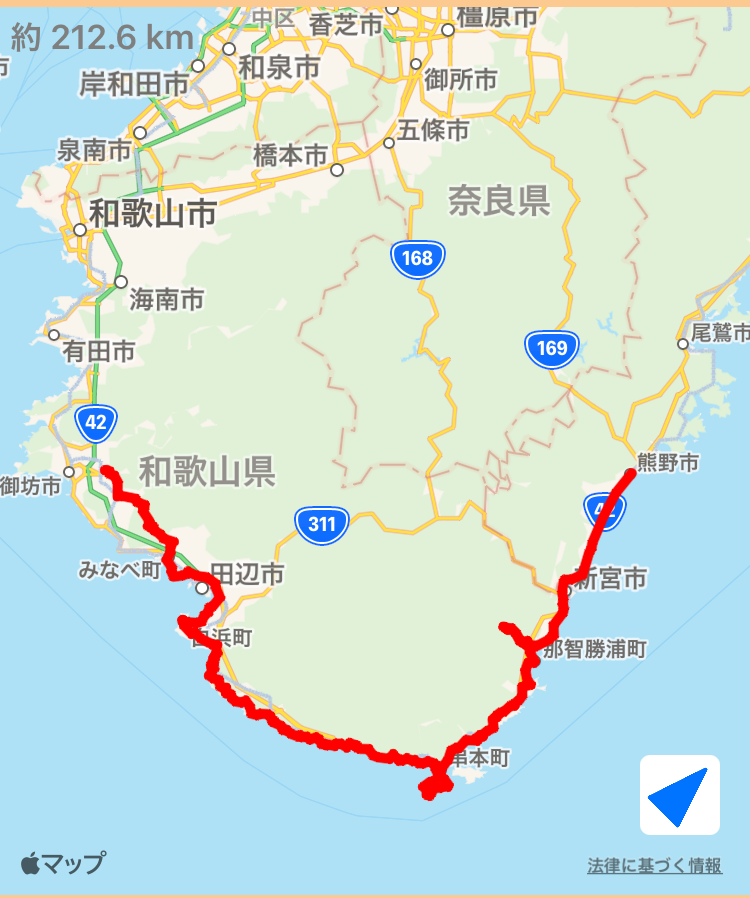 中区
香芝市
橿原市
約 212.6 km
和泉市
岸和田市
御所市
五條市
泉南市
橋本市
奈良県
和歌山市
168
海南市
尾鷲市
169
有田市
42
熊野市
和歌山県
御坊市
42
311
みなべ町
田辺市
新宮市
白浜町
那智勝浦町
串本町
マップ
法律に基づく情報